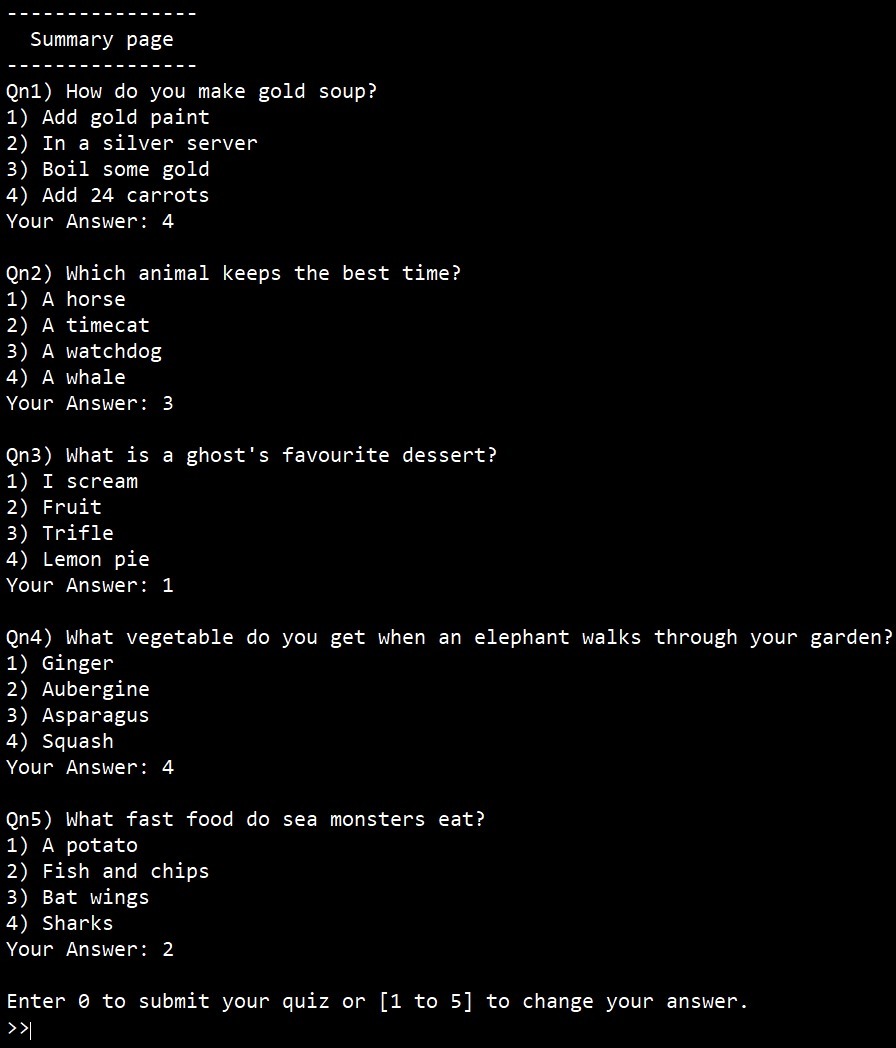 ----------------
  Summary page
----------------
Qn1) How do you make gold soup?
1) Add gold paint
2) In a silver server
3) Boil some gold
4) Add 24 carrots
Your Answer: 4

Qn2) Which animal keeps the best time?
1) A horse
2) A timecat
3) A watchdog
4) A whale
Your Answer: 3

Qn3) What is a ghost's favourite dessert?
1) I scream
2) Fruit
3) Trifle
4) Lemon pie
Your Answer: 1

Qn4) What vegetable do you get when an elephant walks through your garden?
1) Ginger
2) Aubergine
3) Asparagus
4) Squash
Your Answer: 4

Qn5) What fast food do sea monsters eat?
1) A potato
2) Fish and chips
3) Bat wings
4) Sharks
Your Answer: 2

Enter 0 to submit your quiz or [1 to 5] to change your answer.
>>